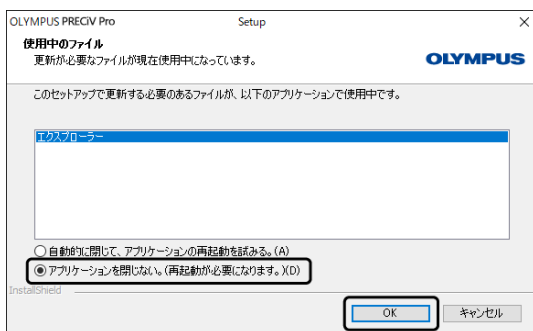 OLYMPUS PRECiV Pro Setup
使用中のファイル
更新が必要なファイルが現在使用中になっています。
OLYMPUS
このセットアップで更新する必要のあるファイルが、以下のアプリケーションで使用中です。
エクスプローラー
自動的に閉じて、アプリケーションの再起動を試みる。(A)
アプリケーションを閉じない。(再起動が必要になります。)(D)
InstallShield
OK キャンセル